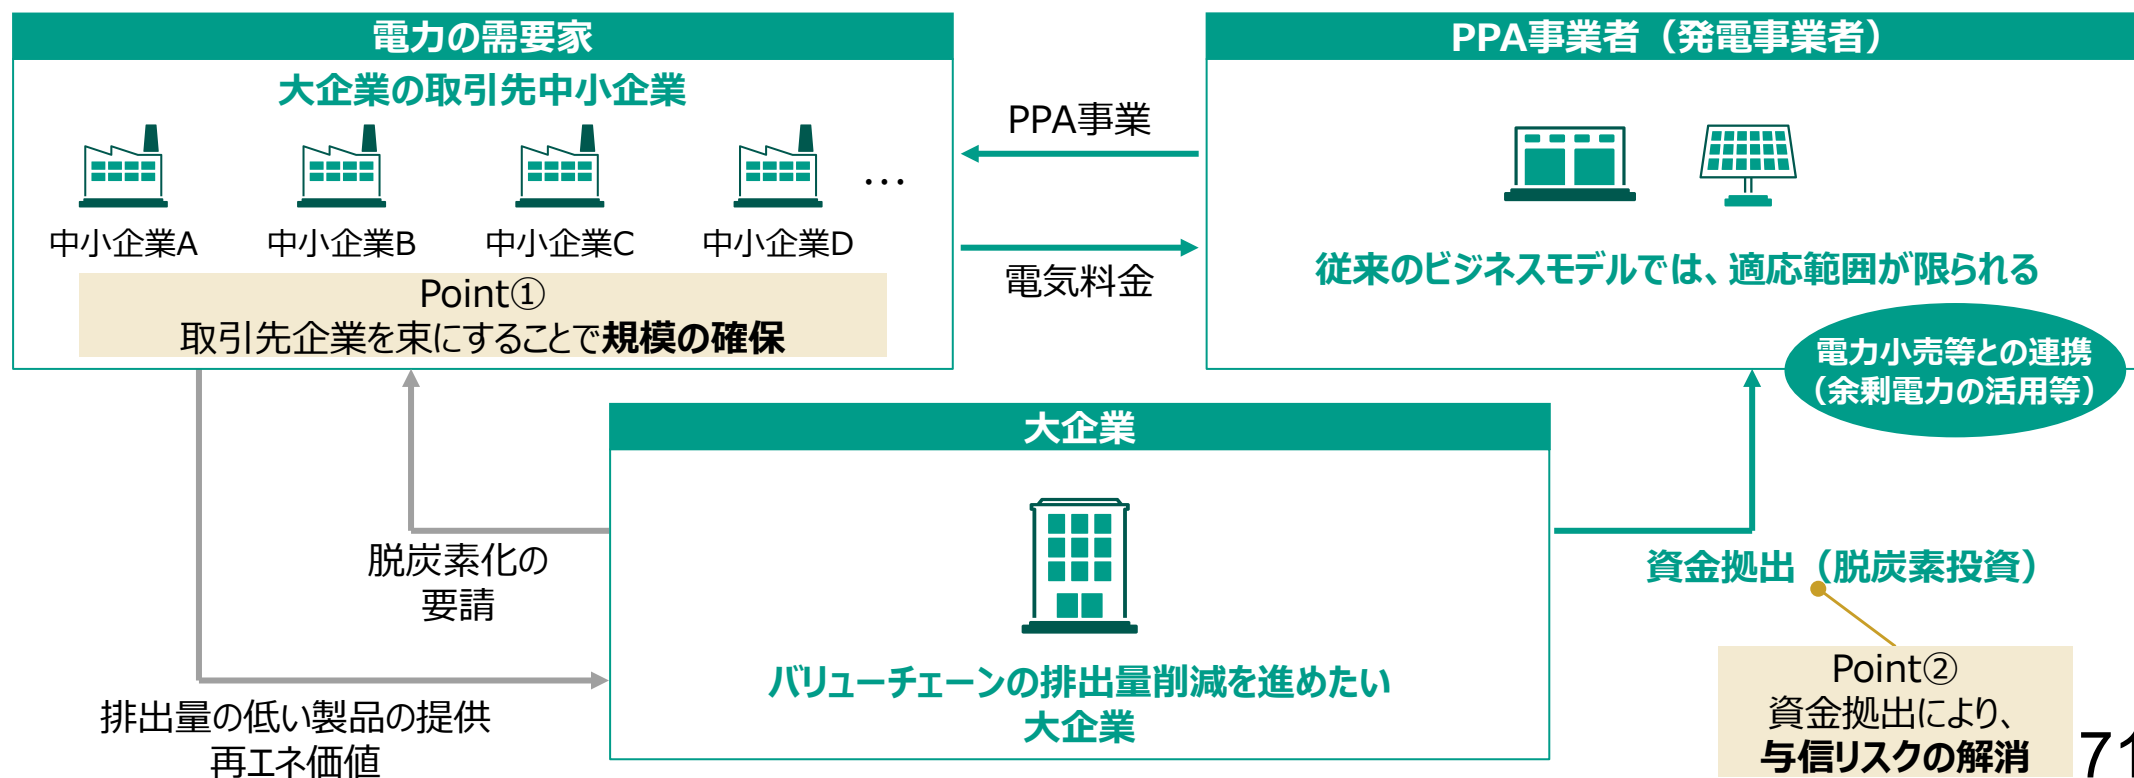 電力の需要家
大企業の取引先中小企業
中小企業A
中小企業B
中小企業C
中小企業D
…
Point①
取引先企業を束にすることで規模の確保
PPA事業
電気料金
PPA事業者（発電事業者）
従来のビジネスモデルでは、適応範囲が限られる
電力小売等との連携
（余剰電力の活用等）
大企業
バリューチェーンの排出量削減を進めたい
大企業
脱炭素化の
要請
排出量の低い製品の提供
再エネ価値
資金拠出（脱炭素投資）
Point②
資金拠出により、
与信リスクの解消
71